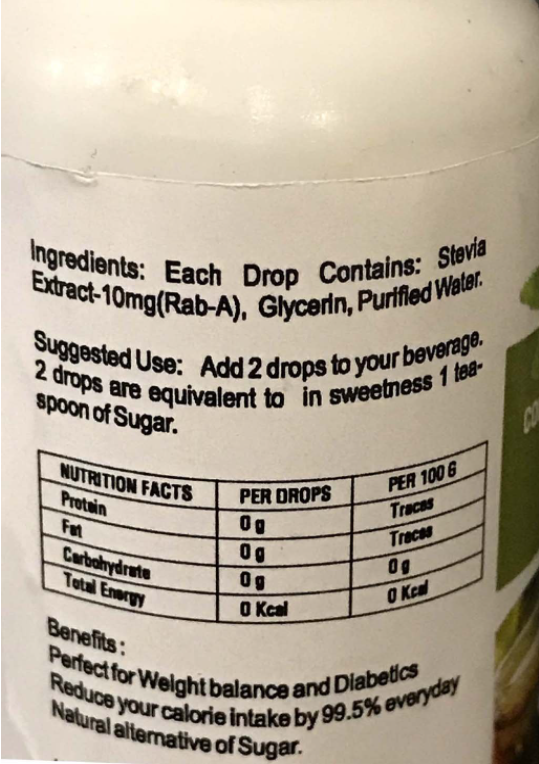 Ingredients: Each Drop Contains: Stevia
Extract-10mg(Rab-A), Glycerin, Purified Water.
Suggested Use: Add 2 drops to your beverage.
2 drops are equivalent to in sweetness 1 tea-
spoon of Sugar.
NUTRITION FACTS PER DROPS PER 100 G
Protein 0 g Traces
Fat 0 g Traces
Carbohydrate 0 g 0 g
Total Energy 0 Kcal 0 Kcal
Benefits :
Perfect for Weight balance and Diabetics
Reduce your calorie intake by 99.5% everyday
Natural alternative of Sugar.